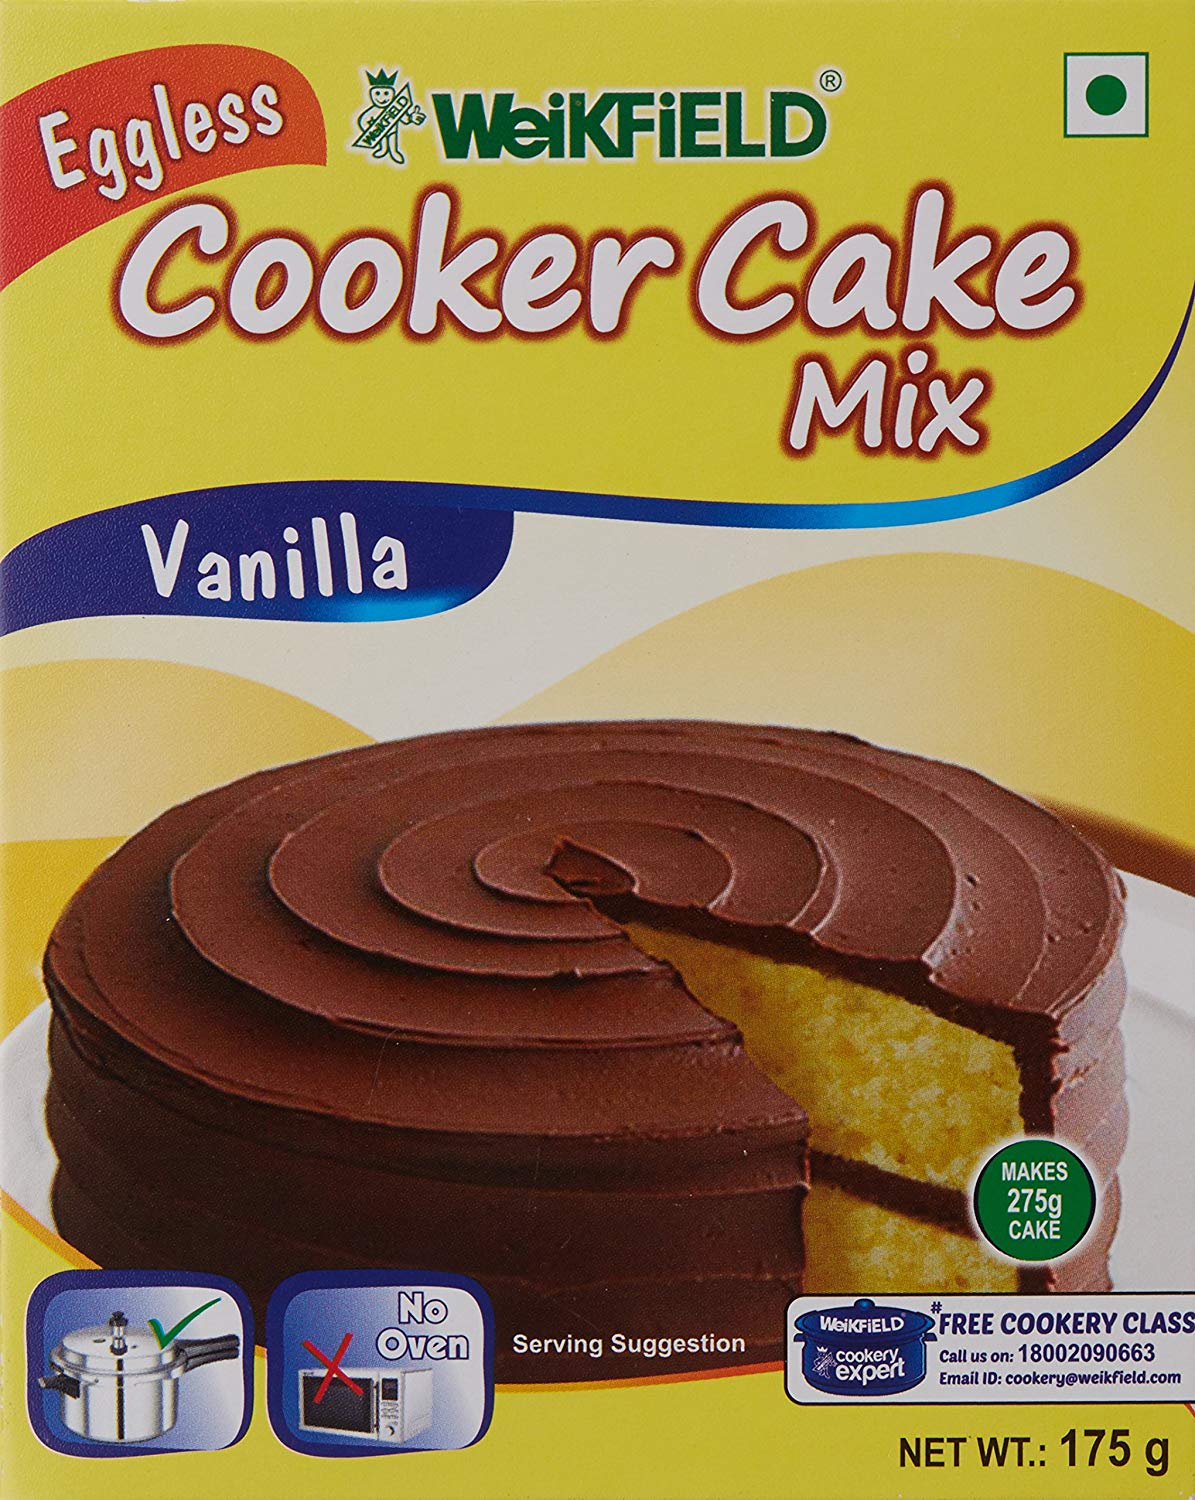 Eggless
WeiKFiELD®
WEIKFIELD
Cooker Cake
Mix
Vanilla
MAKES
275g
CAKE
No
Oven
Serving Suggestion
WeiKFiELD
cookery
expert
#FREE COOKERY CLASS
Call us on: 18002090663
Email ID: cookery@weikfield.com
NET WT.: 175 g